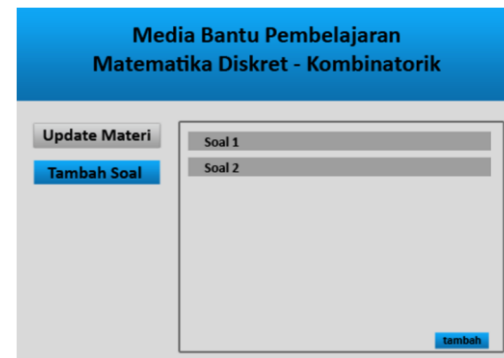 Media Bantu Pembelajaran
Matematika Diskret - Kombinatorik
Update Materi
Tambah Soal
Soal 1
Soal 2
tambah